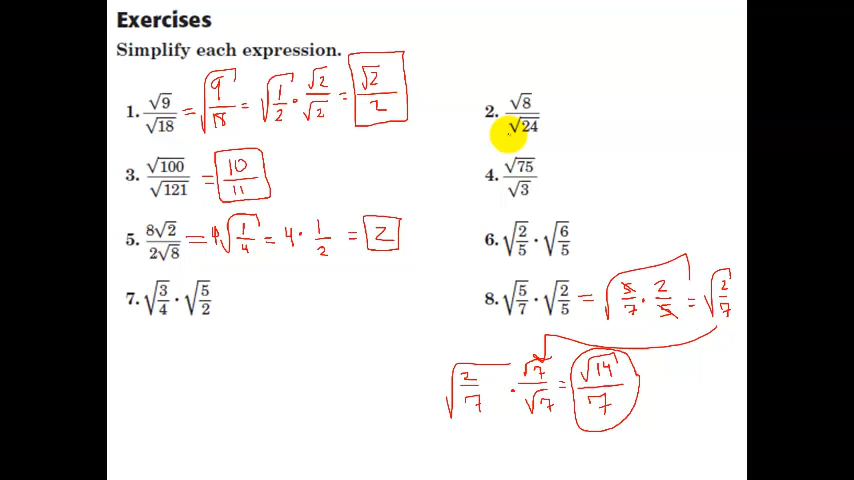 Exercises
Simplify each expression.
1. √9/√18 = √(9/18) = √(1/2) · √2/√2 = √2/2
2. √8/√24
3. √100/√121 = 10/11
4. √75/√3
5. 8√2/2√8 = 4√(1/4) = 4 · 1/2 = 2
6. √(2/5) · √(6/5)
7. √(3/4) · √(5/2)
8. √(5/7) · √(2/5) = √(5/7 · 2/5) = √(2/7)
√(2/7) · √7/√7 = √14/7